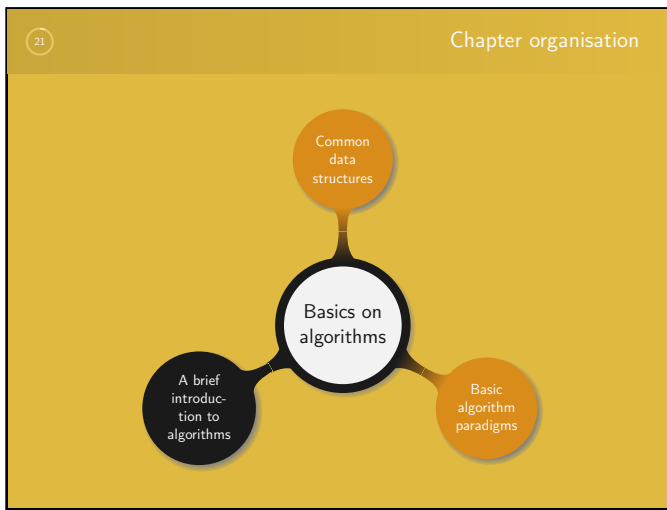 21
Chapter organisation
Common
data
structures
Basics on
algorithms
A brief
introduc-
tion to
algorithms
Basic
algorithm
paradigms